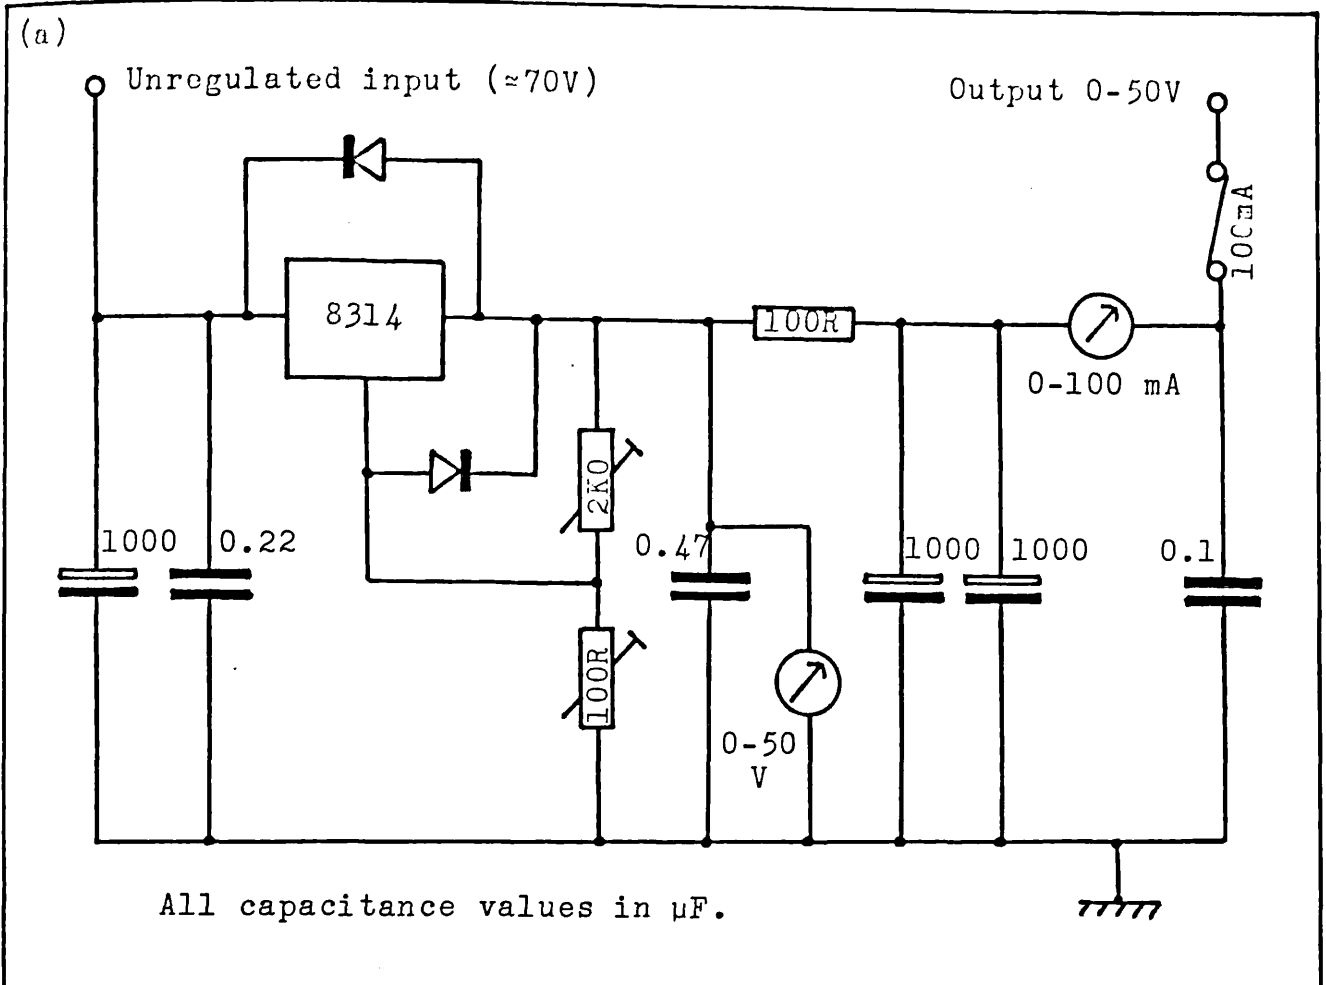 (a)
Unregulated input (≃70V)
Output 0-50V
100mA
8314
100R
0-100 mA
2K0
1000
0.22
0.47
1000
1000
0.1
100R
0-50
V
All capacitance values in µF.